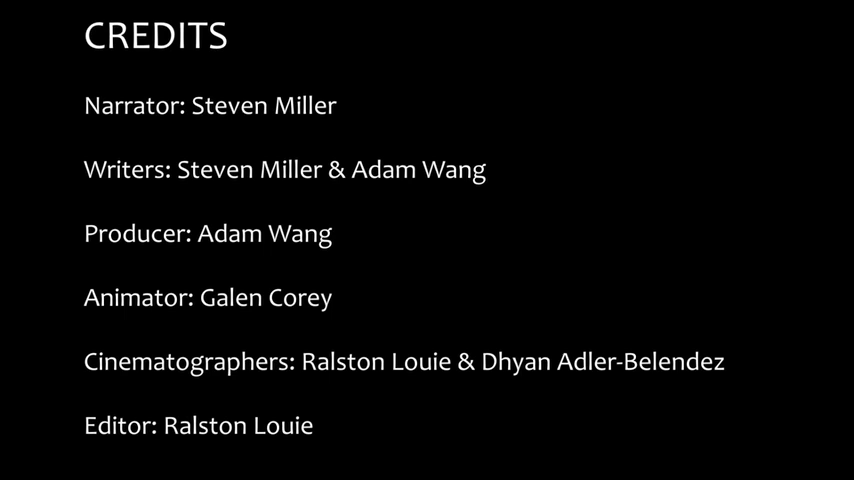 CREDITS
Narrator: Steven Miller
Writers: Steven Miller & Adam Wang
Producer: Adam Wang
Animator: Galen Corey
Cinematographers: Ralston Louie & Dhyan Adler-Belendez
Editor: Ralston Louie